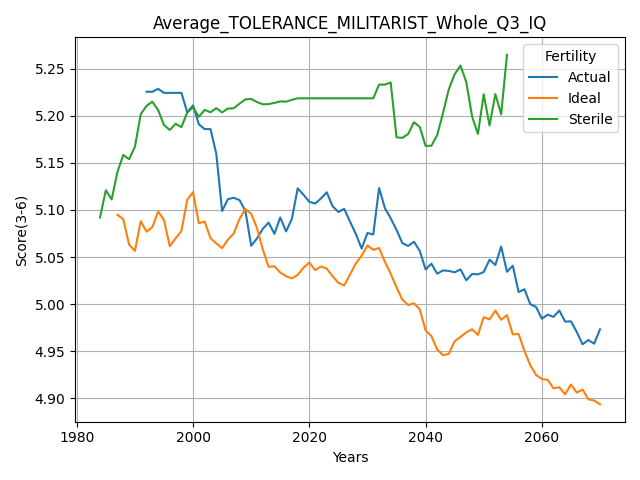 Average_TOLERANCE_MILITARIST_Whole_Q3_IQ
Fertility
Actual
Ideal
Sterile
Score(3-6)
5.25
5.20
5.15
5.10
5.05
5.00
4.95
4.90
1980
2000
2020
2040
2060
Years